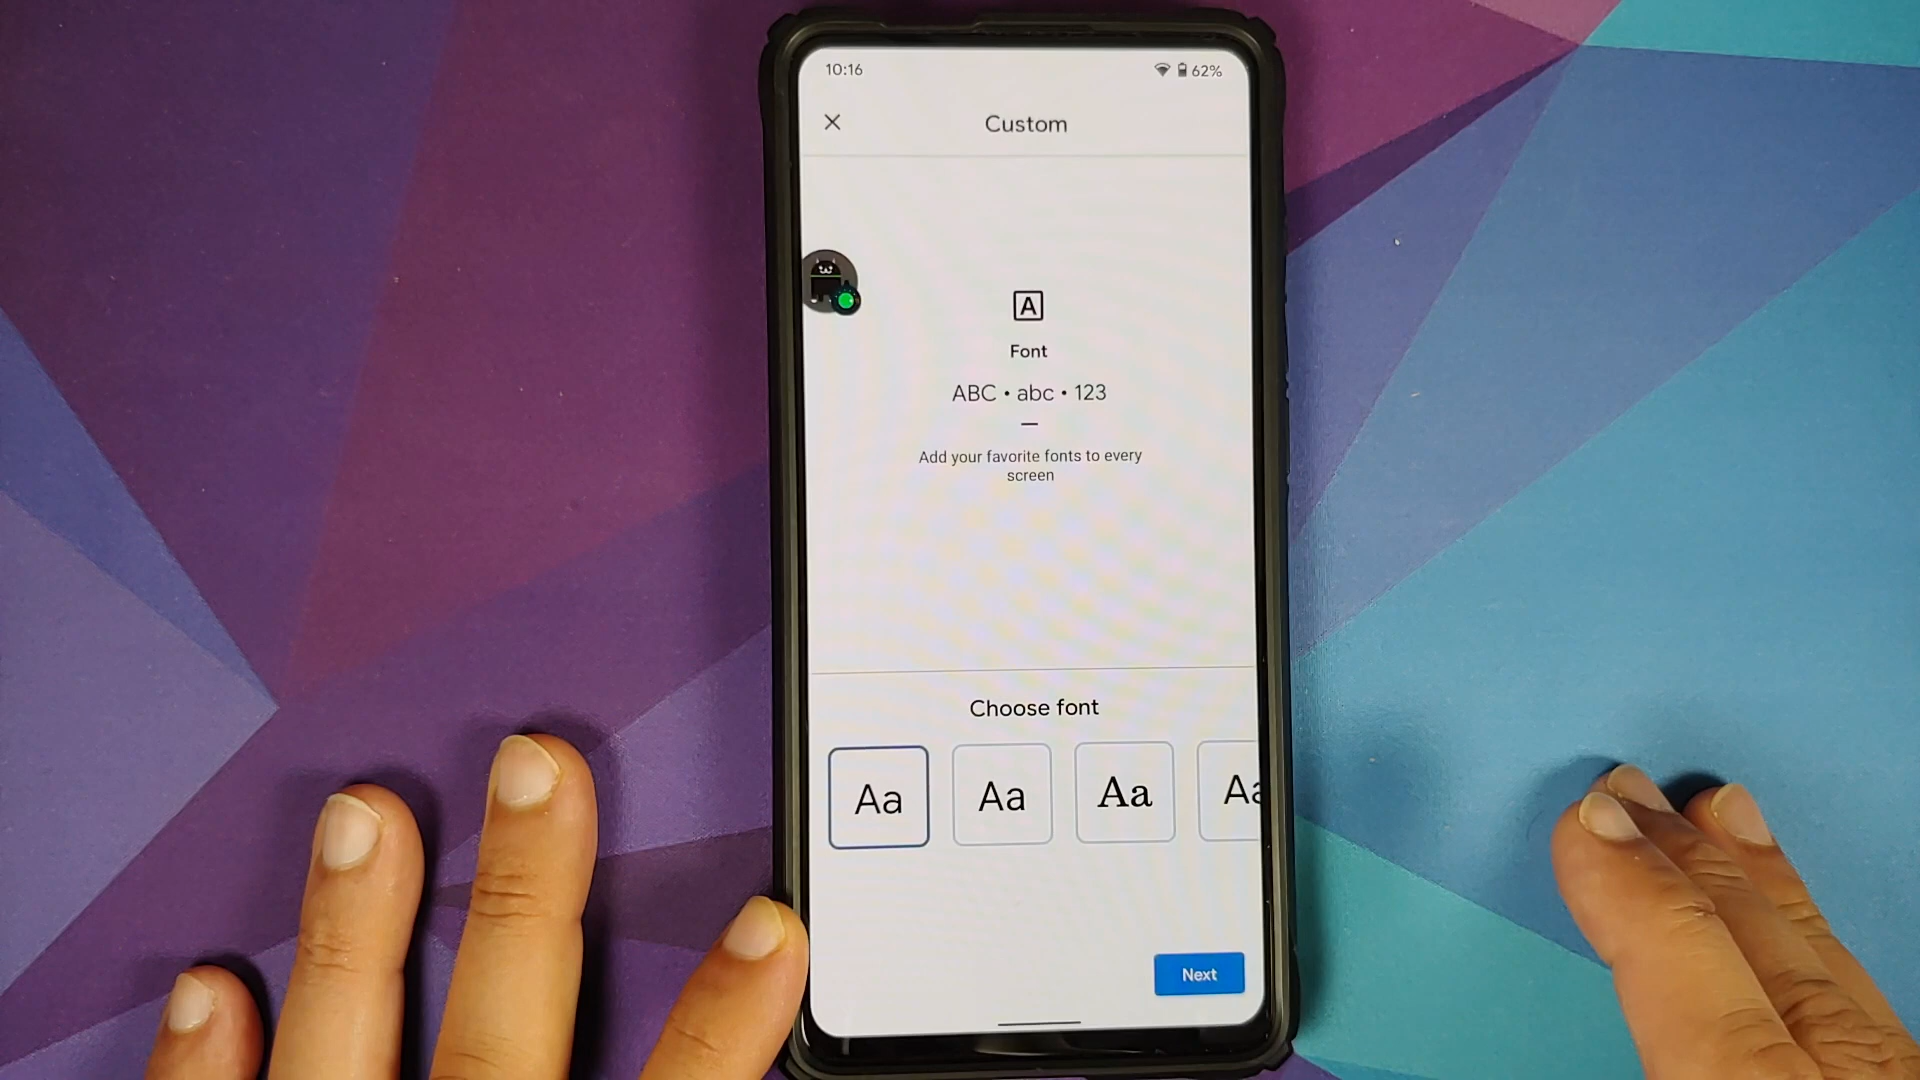 10:16
62%
Custom
A
Font
ABC • abc • 123
Add your favorite fonts to every
screen
Choose font
Aa Aa Aa Aa
Next